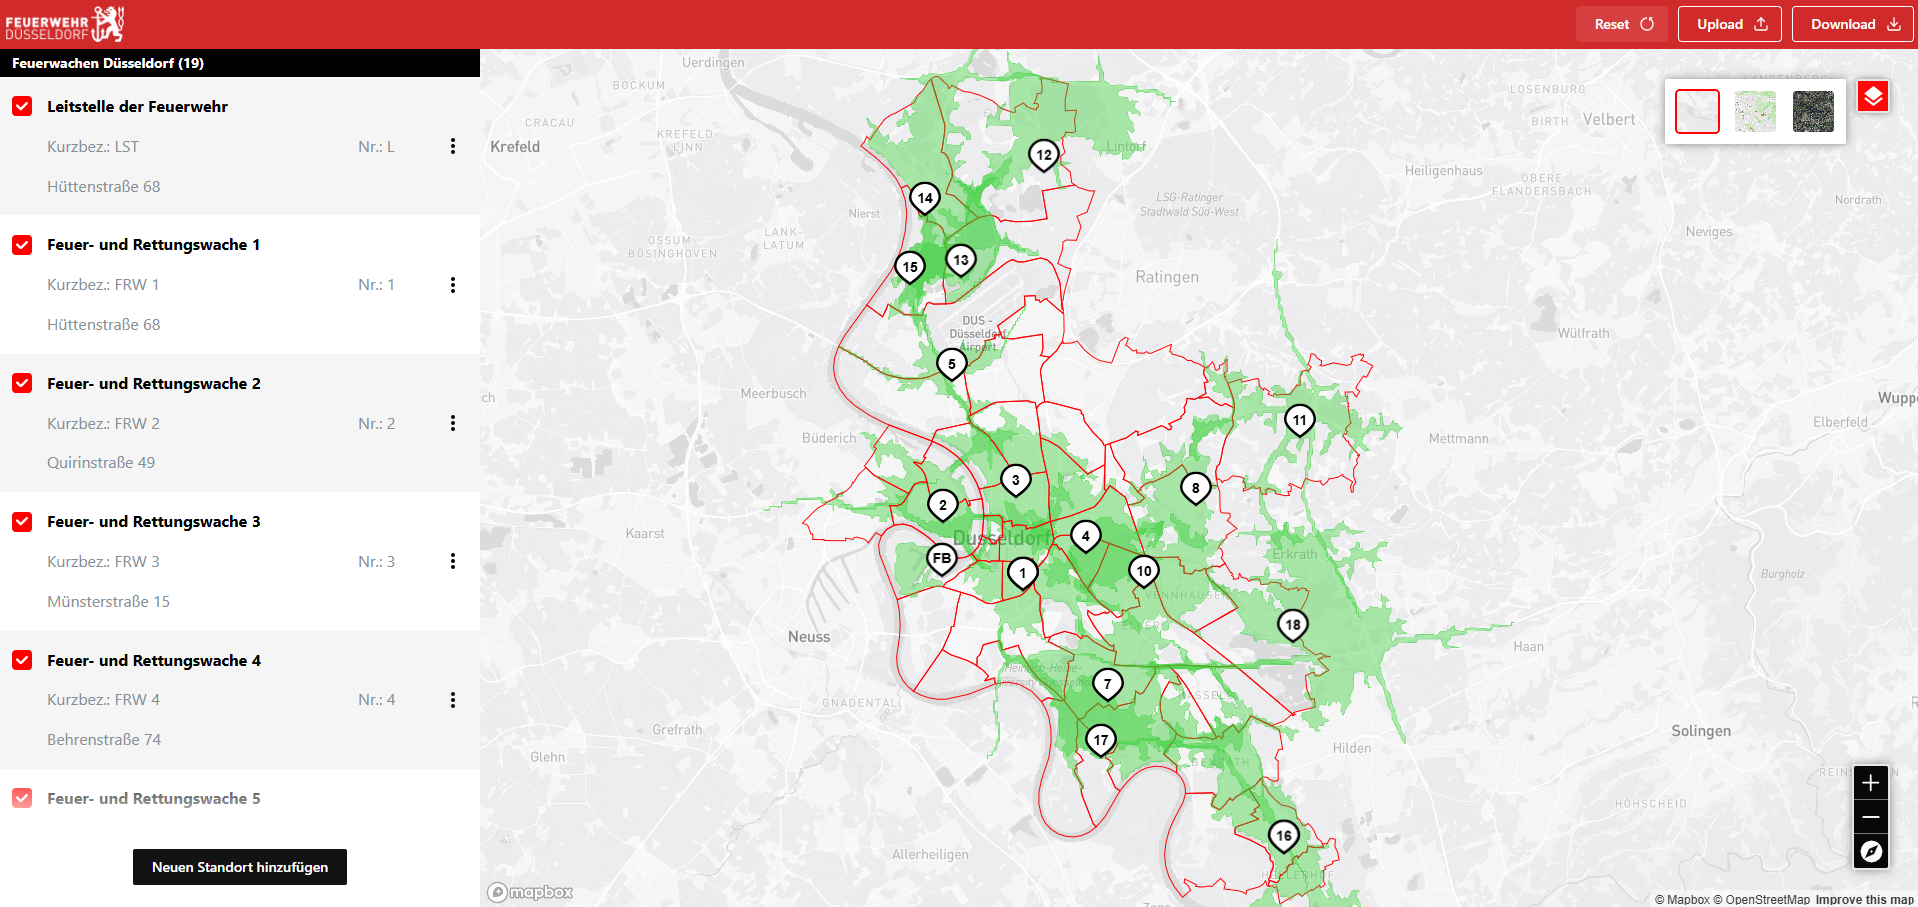 FEUERWEHR
DÜSSELDORF
Reset
Upload
Download
Feuerwachen Düsseldorf (19)
Leitstelle der Feuerwehr
Kurzbez.: LST Nr.: L
Hüttenstraße 68
Feuer- und Rettungswache 1
Kurzbez.: FRW 1 Nr.: 1
Hüttenstraße 68
Feuer- und Rettungswache 2
Kurzbez.: FRW 2 Nr.: 2
Quirinstraße 49
Feuer- und Rettungswache 3
Kurzbez.: FRW 3 Nr.: 3
Münsterstraße 15
Feuer- und Rettungswache 4
Kurzbez.: FRW 4 Nr.: 4
Behrenstraße 74
Feuer- und Rettungswache 5
Neuen Standort hinzufügen
Uerdingen
BOCKUM
CRACAU
KREFELD-
LINN
Krefeld
LOSENBURG
BIRTH
Velbert
Lintorf
12
Heiligenhaus
OBERE
FLANDERSBACH
Nordrath
14
Nierst
LSG-Ratinger
Stadtwald Süd-West
LANK-
LATUM
OSSUM-
BÖSINGHOVEN
Neviges
15
13
Ratingen
DUS -
Düsseldorf
Airport
Wülfrath
5
Meerbusch
11
Elberfeld
Büderich
Mettmann
3
8
2
Kaarst
Düsseldorf
4
Erkrath
FB
1
10
Burgholz
VENNHAUSEN
18
Neuss
Haan
7
HASSELS
GNADENTAL
Grefrath
17
Solingen
Hilden
Glehn
BENRATH
HÖHSCHEID
16
Allerheiligen
HELLERHOF
mapbox
© Mapbox © OpenStreetMap Improve this map